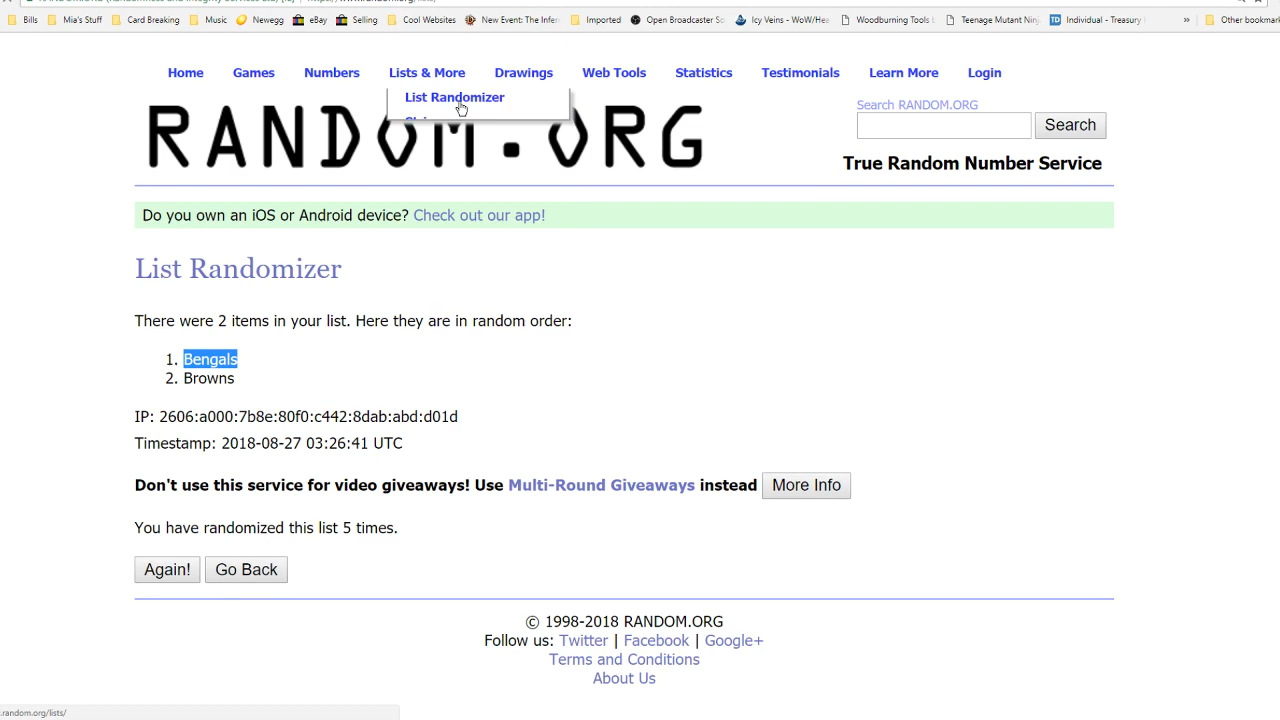 Bills Mia's Stuff Card Breaking Music Newegg eBay Selling Cool Websites New Event: The Infer Imported Open Broadcaster So Icy Veins - WoW/Hea Woodburning Tools Teenage Mutant Ninj Individual - Treasury » Other bookmar
Home Games Numbers Lists & More Drawings Web Tools Statistics Testimonials Learn More Login
List Randomizer
RANDOM.ORG
Search RANDOM.ORG
Search
True Random Number Service
Do you own an iOS or Android device? Check out our app!
List Randomizer
There were 2 items in your list. Here they are in random order:
1. Bengals
2. Browns
IP: 2606:a000:7b8e:80f0:c442:8dab:abd:d01d
Timestamp: 2018-08-27 03:26:41 UTC
Don't use this service for video giveaways! Use Multi-Round Giveaways instead More Info
You have randomized this list 5 times.
Again! Go Back
© 1998-2018 RANDOM.ORG
Follow us: Twitter | Facebook | Google+
Terms and Conditions
About Us
.random.org/lists/